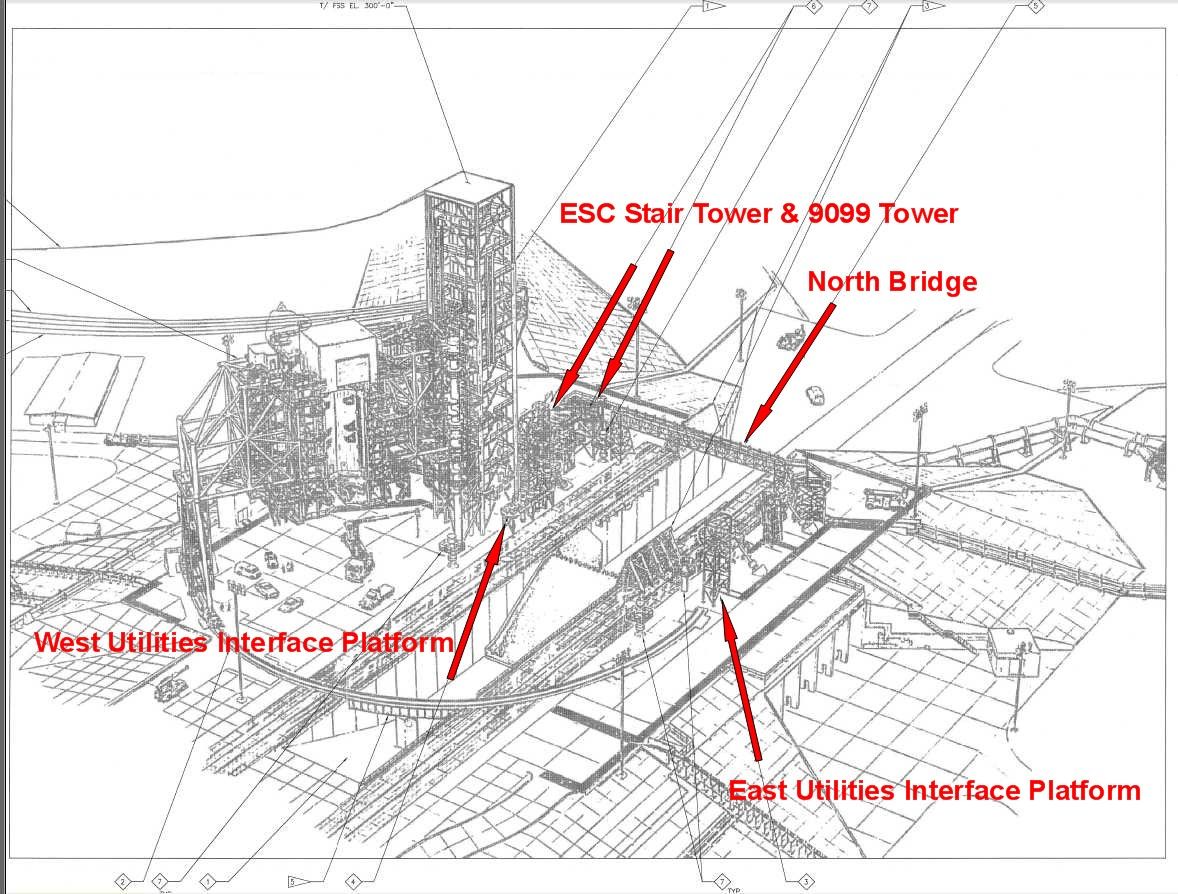 T/ FSS EL. 300'-0"
1
6
7
3
5
ESC Stair Tower & 9099 Tower
North Bridge
West Utilities Interface Platform
East Utilities Interface Platform
2
7
1
5
4
7
TYP
3